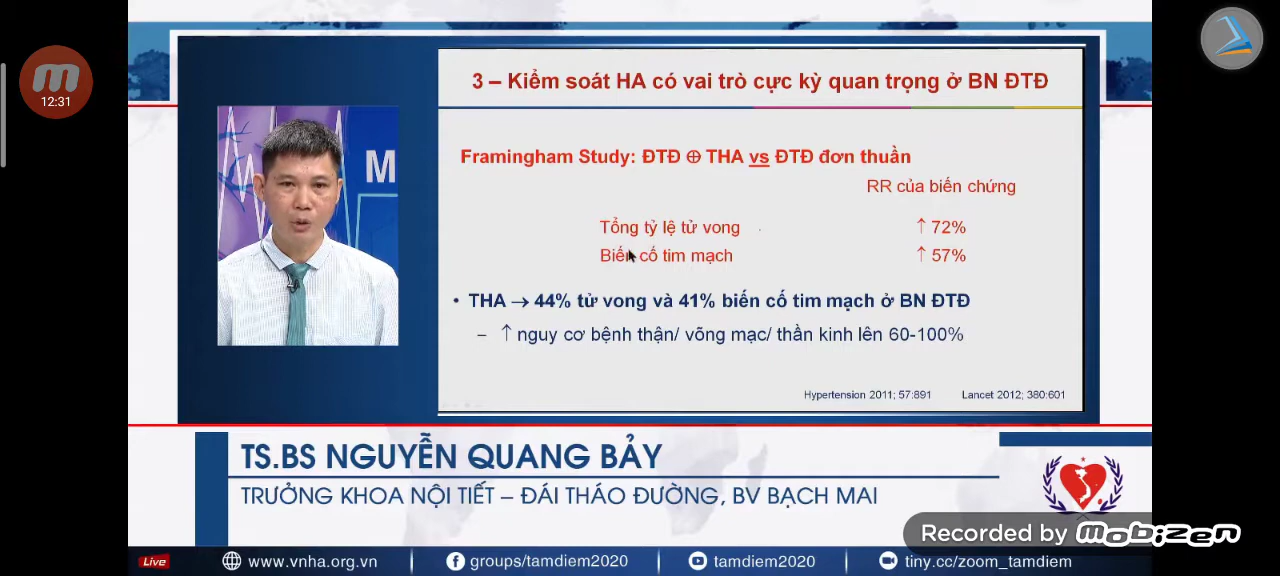 12:31
M
3 – Kiểm soát HA có vai trò cực kỳ quan trọng ở BN ĐTĐ
Framingham Study: ĐTĐ ⊕ THA vs ĐTĐ đơn thuần
RR của biến chứng
Tổng tỷ lệ tử vong ↑ 72%
Biến cố tim mạch ↑ 57%
• THA → 44% tử vong và 41% biến cố tim mạch ở BN ĐTĐ
– ↑ nguy cơ bệnh thận/ võng mạc/ thần kinh lên 60-100%
Hypertension 2011; 57:891 Lancet 2012; 380:601
TS.BS NGUYỄN QUANG BẢY
TRƯỞNG KHOA NỘI TIẾT – ĐÁI THÁO ĐƯỜNG, BV BẠCH MAI
Recorded by mobizen
Live
www.vnha.org.vn
groups/tamdiem2020
tamdiem2020
tiny.cc/zoom_tamdiem